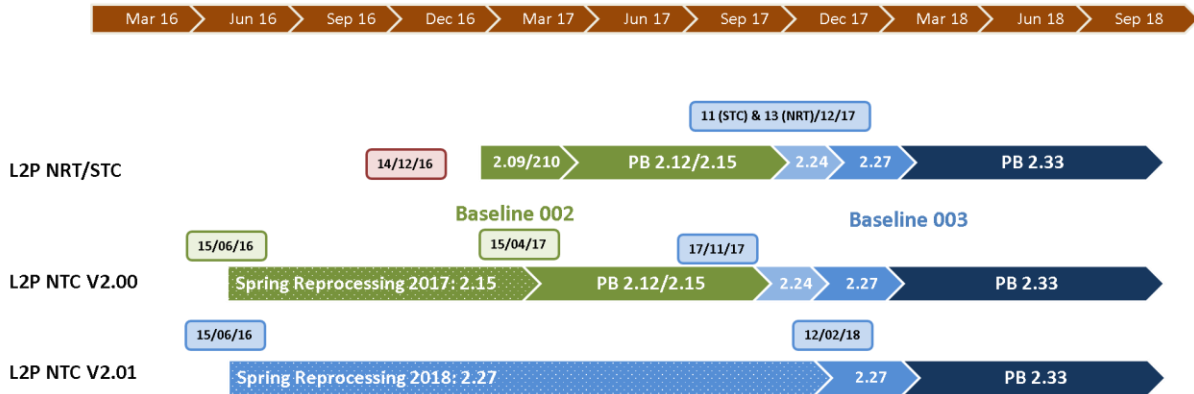 Mar 16 Jun 16 Sep 16 Dec 16 Mar 17 Jun 17 Sep 17 Dec 17 Mar 18 Jun 18 Sep 18
11 (STC) & 13 (NRT)/12/17
L2P NRT/STC 14/12/16 2.09/210 PB 2.12/2.15 2.24 2.27 PB 2.33
Baseline 002 Baseline 003
15/06/16 15/04/17 17/11/17
L2P NTC V2.00 Spring Reprocessing 2017: 2.15 PB 2.12/2.15 2.24 2.27 PB 2.33
15/06/16 12/02/18
L2P NTC V2.01 Spring Reprocessing 2018: 2.27 2.27 PB 2.33